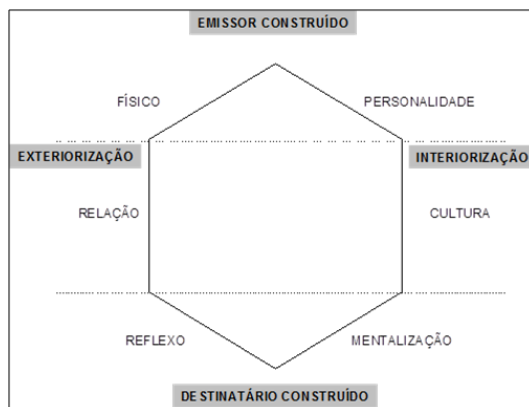 EMISSOR CONSTRUÍDO
FÍSICO
PERSONALIDADE
EXTERIORIZAÇÃO
INTERIORIZAÇÃO
RELAÇÃO
CULTURA
REFLEXO
MENTALIZAÇÃO
DESTINATÁRIO CONSTRUÍDO